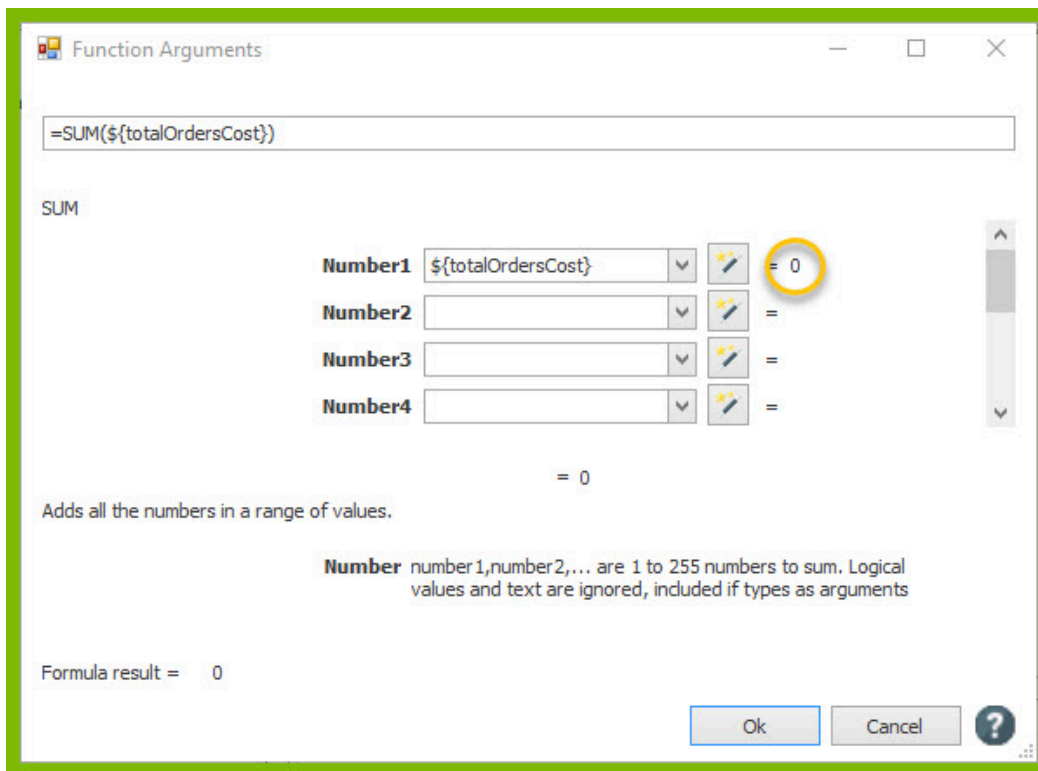 Function Arguments
=SUM(${totalOrdersCost})
SUM
Number1 ${totalOrdersCost} = 0
Number2 =
Number3 =
Number4 =
= 0
Adds all the numbers in a range of values.
Number number1,number2,... are 1 to 255 numbers to sum. Logical
values and text are ignored, included if types as arguments
Formula result = 0
Ok Cancel ?